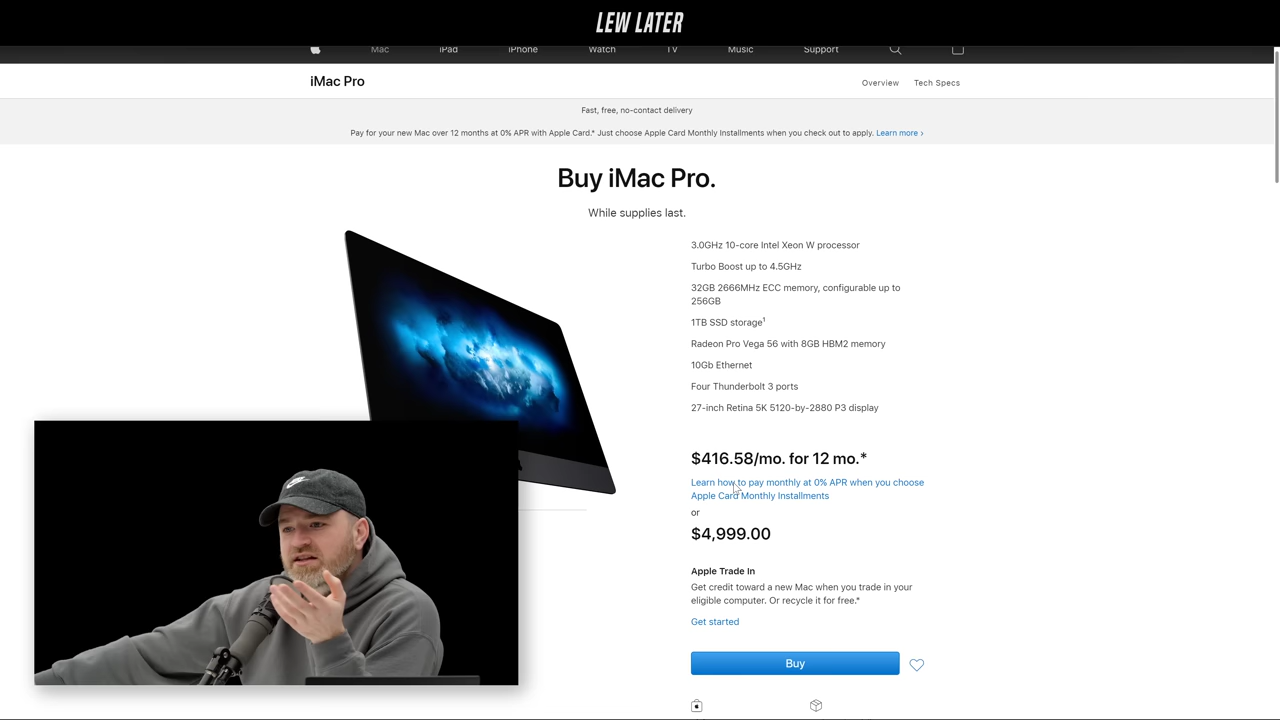 LEW LATER
Mac iPad iPhone Watch TV Music Support
iMac Pro
Overview Tech Specs
Fast, free, no-contact delivery
Pay for your new Mac over 12 months at 0% APR with Apple Card.* Just choose Apple Card Monthly Installments when you check out to apply. Learn more ›
Buy iMac Pro.
While supplies last.
3.0GHz 10-core Intel Xeon W processor
Turbo Boost up to 4.5GHz
32GB 2666MHz ECC memory, configurable up to
256GB
1TB SSD storage¹
Radeon Pro Vega 56 with 8GB HBM2 memory
10Gb Ethernet
Four Thunderbolt 3 ports
27-inch Retina 5K 5120-by-2880 P3 display
$416.58/mo. for 12 mo.*
Learn how to pay monthly at 0% APR when you choose
Apple Card Monthly Installments
or
$4,999.00
Apple Trade In
Get credit toward a new Mac when you trade in your
eligible computer. Or recycle it for free.*
Get started
Buy